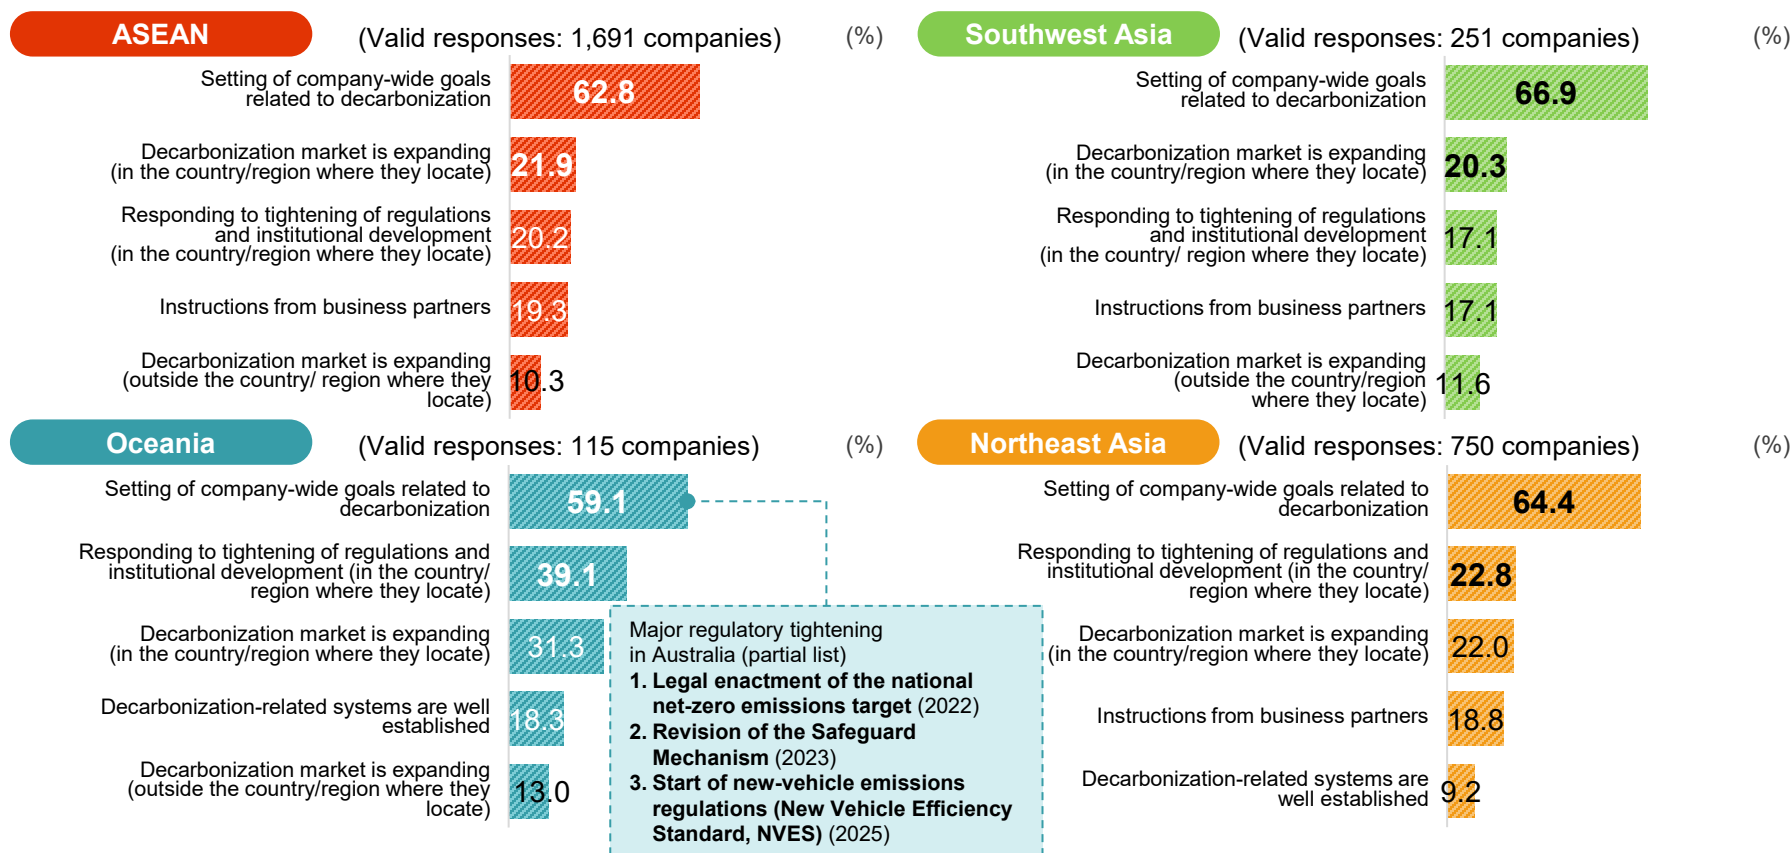 ASEAN
(Valid responses: 1,691 companies)
(%)
Setting of company-wide goals
related to decarbonization
62.8
Decarbonization market is expanding
(in the country/region where they locate)
21.9
Responding to tightening of regulations
and institutional development
(in the country/region where they locate)
20.2
Instructions from business partners
19.3
Decarbonization market is expanding
(outside the country/ region where they
locate)
10.3
Southwest Asia
(Valid responses: 251 companies)
(%)
Setting of company-wide goals
related to decarbonization
66.9
Decarbonization market is expanding
(in the country/region where they locate)
20.3
Responding to tightening of regulations
and institutional development
(in the country/ region where they locate)
17.1
Instructions from business partners
17.1
Decarbonization market is expanding
(outside the country/region
where they locate)
11.6
Oceania
(Valid responses: 115 companies)
(%)
Setting of company-wide goals related to
decarbonization
59.1
Responding to tightening of regulations and
institutional development (in the country/
region where they locate)
39.1
Decarbonization market is expanding
(in the country/region where they locate)
31.3
Decarbonization-related systems are well
established
18.3
Decarbonization market is expanding
(outside the country/region where they
locate)
13.0
Major regulatory tightening
in Australia (partial list)
1. Legal enactment of the national
net-zero emissions target (2022)
2. Revision of the Safeguard
Mechanism (2023)
3. Start of new-vehicle emissions
regulations (New Vehicle Efficiency
Standard, NVES) (2025)
Northeast Asia
(Valid responses: 750 companies)
(%)
Setting of company-wide goals related to
decarbonization
64.4
Responding to tightening of regulations and
institutional development (in the country/
region where they locate)
22.8
Decarbonization market is expanding
(in the country/region where they locate)
22.0
Instructions from business partners
18.8
Decarbonization-related systems are
well established
9.2